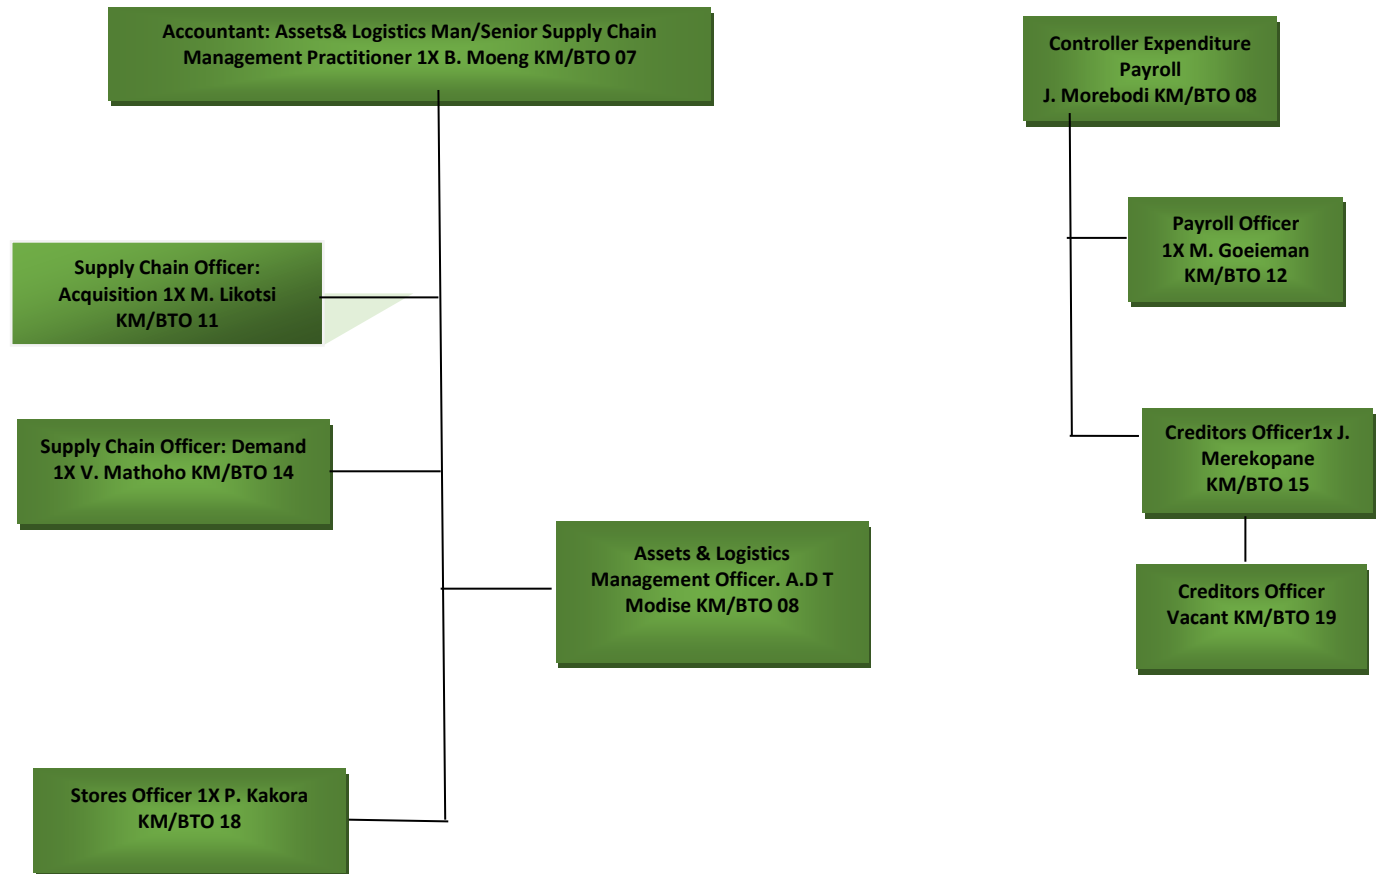 Accountant: Assets& Logistics Man/Senior Supply Chain
Management Practitioner 1X B. Moeng KM/BTO 07
Controller Expenditure
Payroll
J. Morebodi KM/BTO 08
Payroll Officer
1X M. Goeieman
KM/BTO 12
Supply Chain Officer:
Acquisition 1X M. Likotsi
KM/BTO 11
Supply Chain Officer: Demand
1X V. Mathoho KM/BTO 14
Creditors Officer1x J.
Merekopane
KM/BTO 15
Assets & Logistics
Management Officer. A.D T
Modise KM/BTO 08
Creditors Officer
Vacant KM/BTO 19
Stores Officer 1X P. Kakora
KM/BTO 18